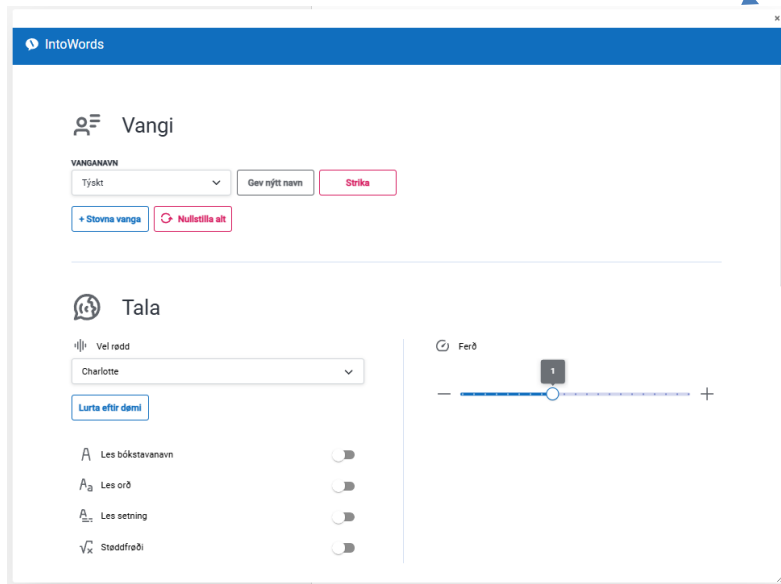 IntoWords
Vangi
VANGANAVN
Týskt
Gev nýtt navn
Strika
+ Stovna vanga
Nullstilla alt
Tala
Vel rødd
Charlotte
Lurta eftir dømi
Les bókstavanavn
Les orð
Les setning
Støddfrøði
Ferð
1